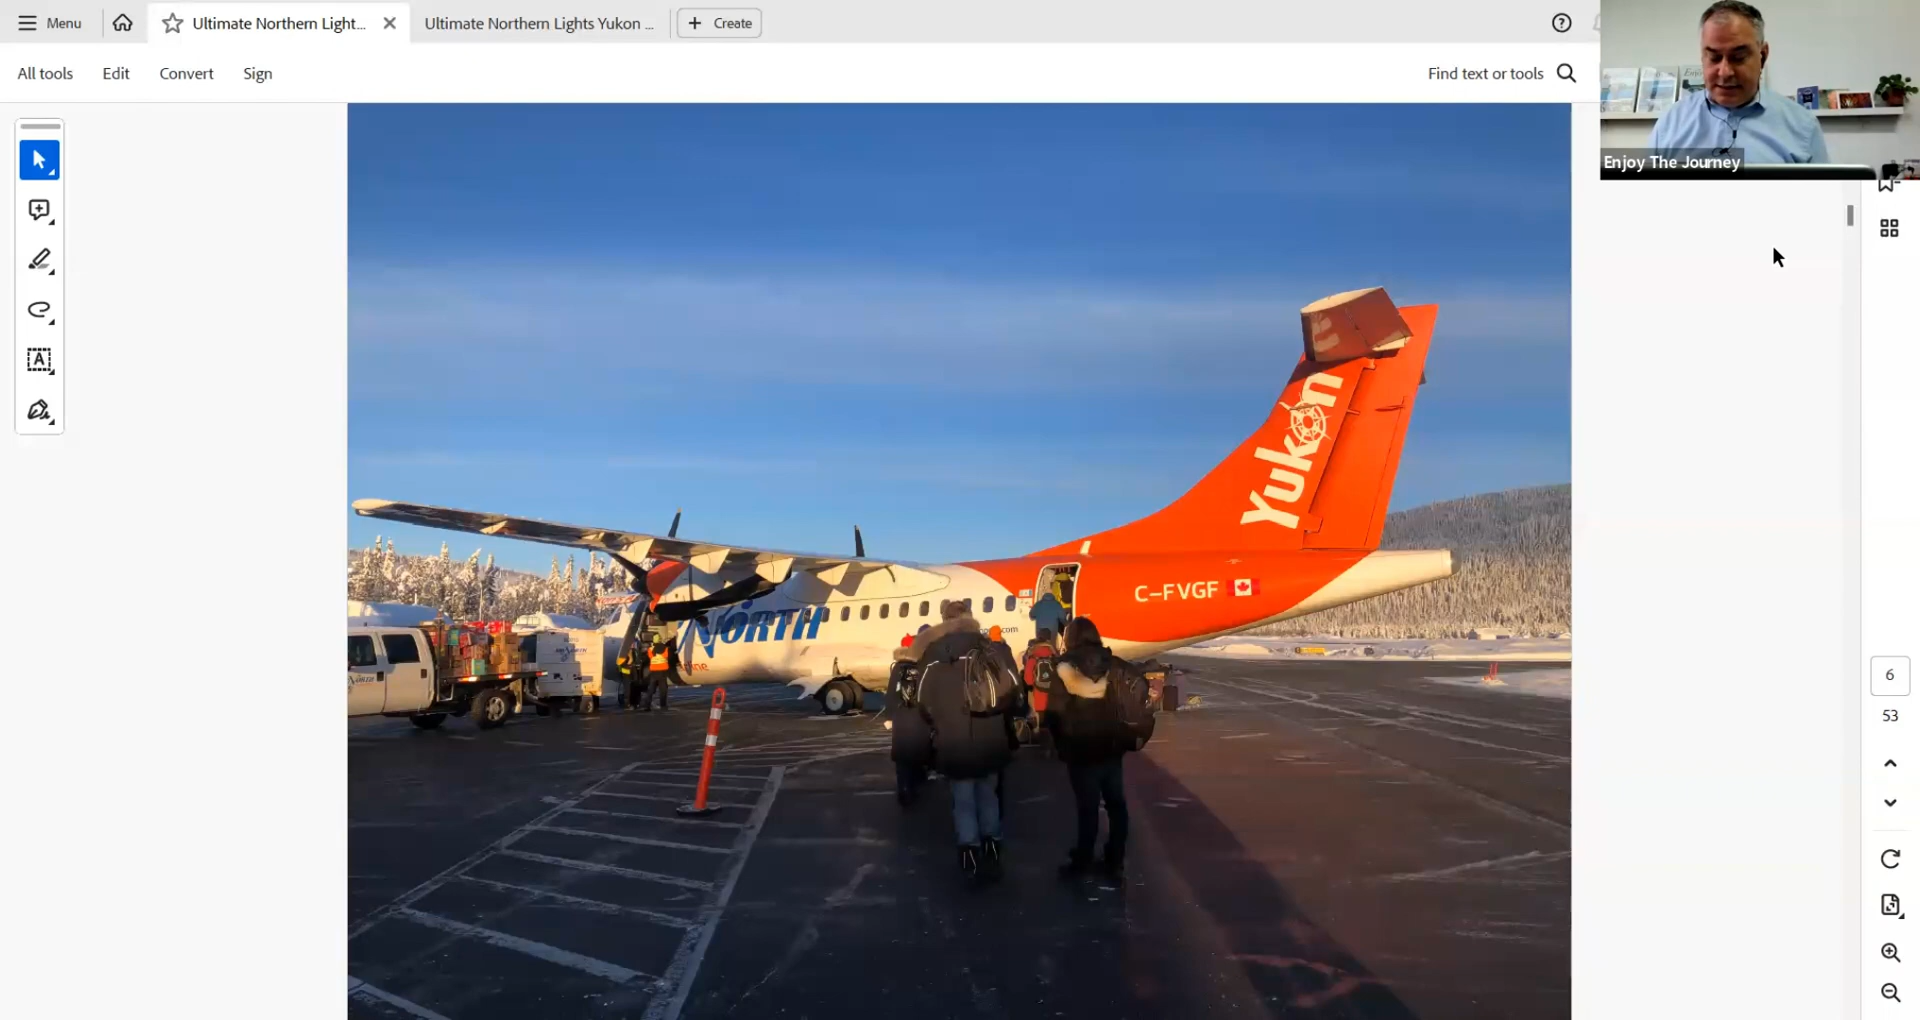 Menu
Ultimate Northern Light...
Ultimate Northern Lights Yukon ...
Create
All tools
Edit
Convert
Sign
Find text or tools
Enjoy The Journey
Yukon
C-FVGF
NORTH
6
53